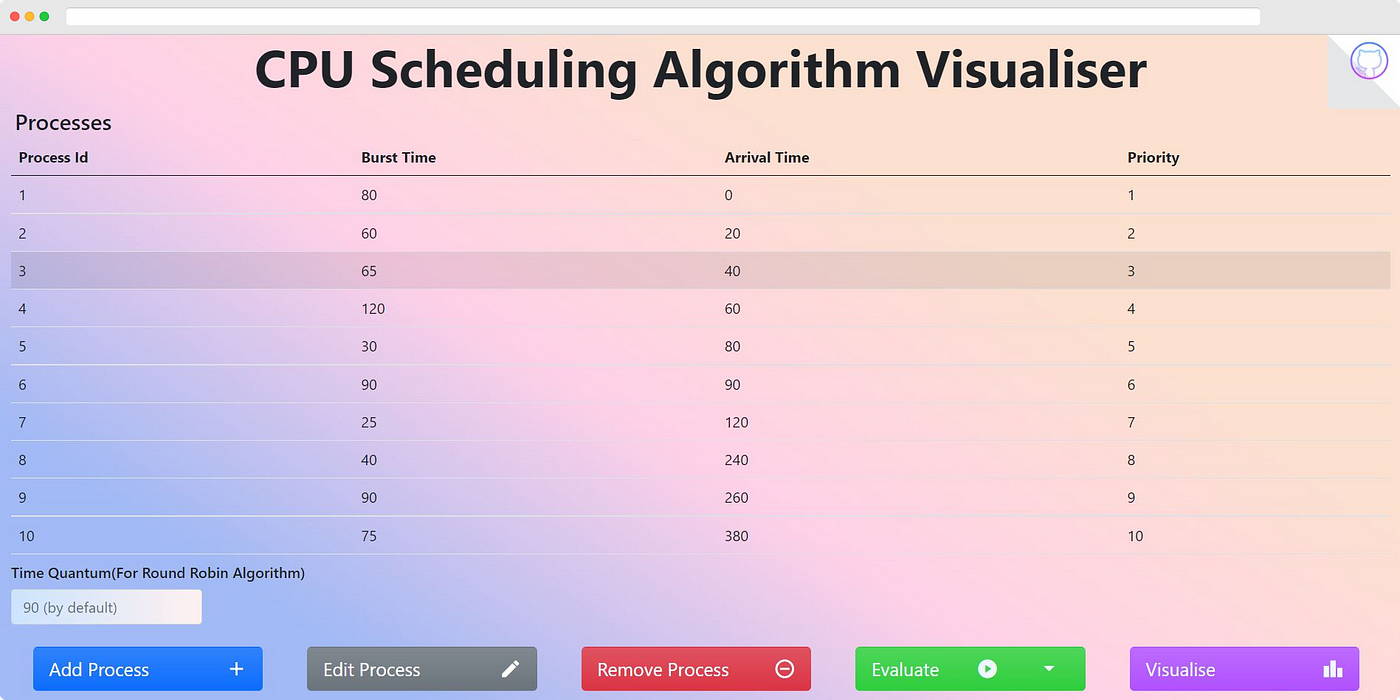 CPU Scheduling Algorithm Visualiser
Processes
Process Id Burst Time Arrival Time Priority
1 80 0 1
2 60 20 2
3 65 40 3
4 120 60 4
5 30 80 5
6 90 90 6
7 25 120 7
8 40 240 8
9 90 260 9
10 75 380 10
Time Quantum(For Round Robin Algorithm)
90 (by default)
Add Process Edit Process Remove Process Evaluate Visualise